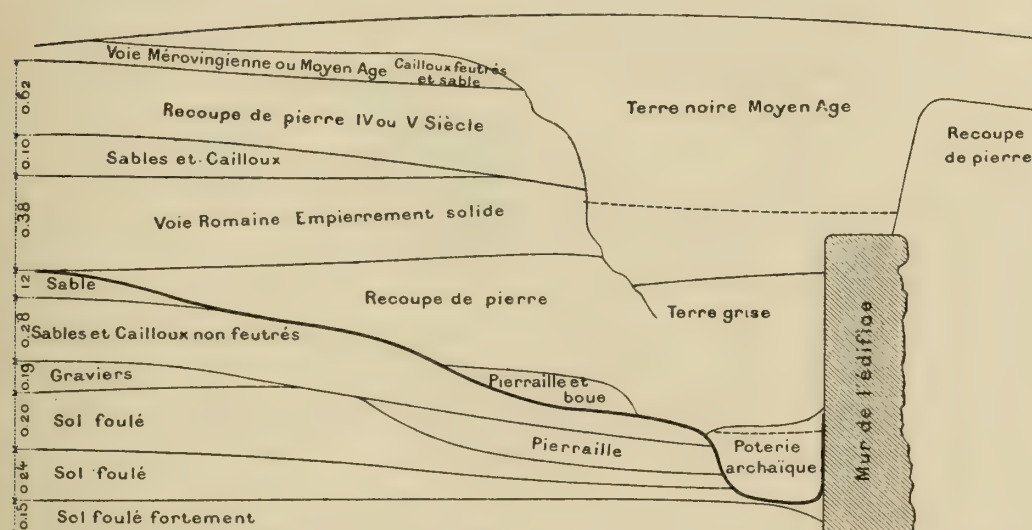 Voie Mérovingienne ou Moyen Age
Cailloux feutrés
et sable
0.62
Recoupe de pierre IV ou V Siècle
Terre noire Moyen Age
Recoupe
de pierre
0.10
Sables et Cailloux
0.38
Voie Romaine Empierrement solide
12
Sable
Recoupe de pierre
Terre grise
0.28
Sables et Cailloux non feutrés
Mur de l'édifice
0.19
Graviers
Pierraille et
boue
0.20
Sol foulé
Pierraille
Poterie
archaïque
0.24
Sol foulé
0.15
Sol foulé fortement